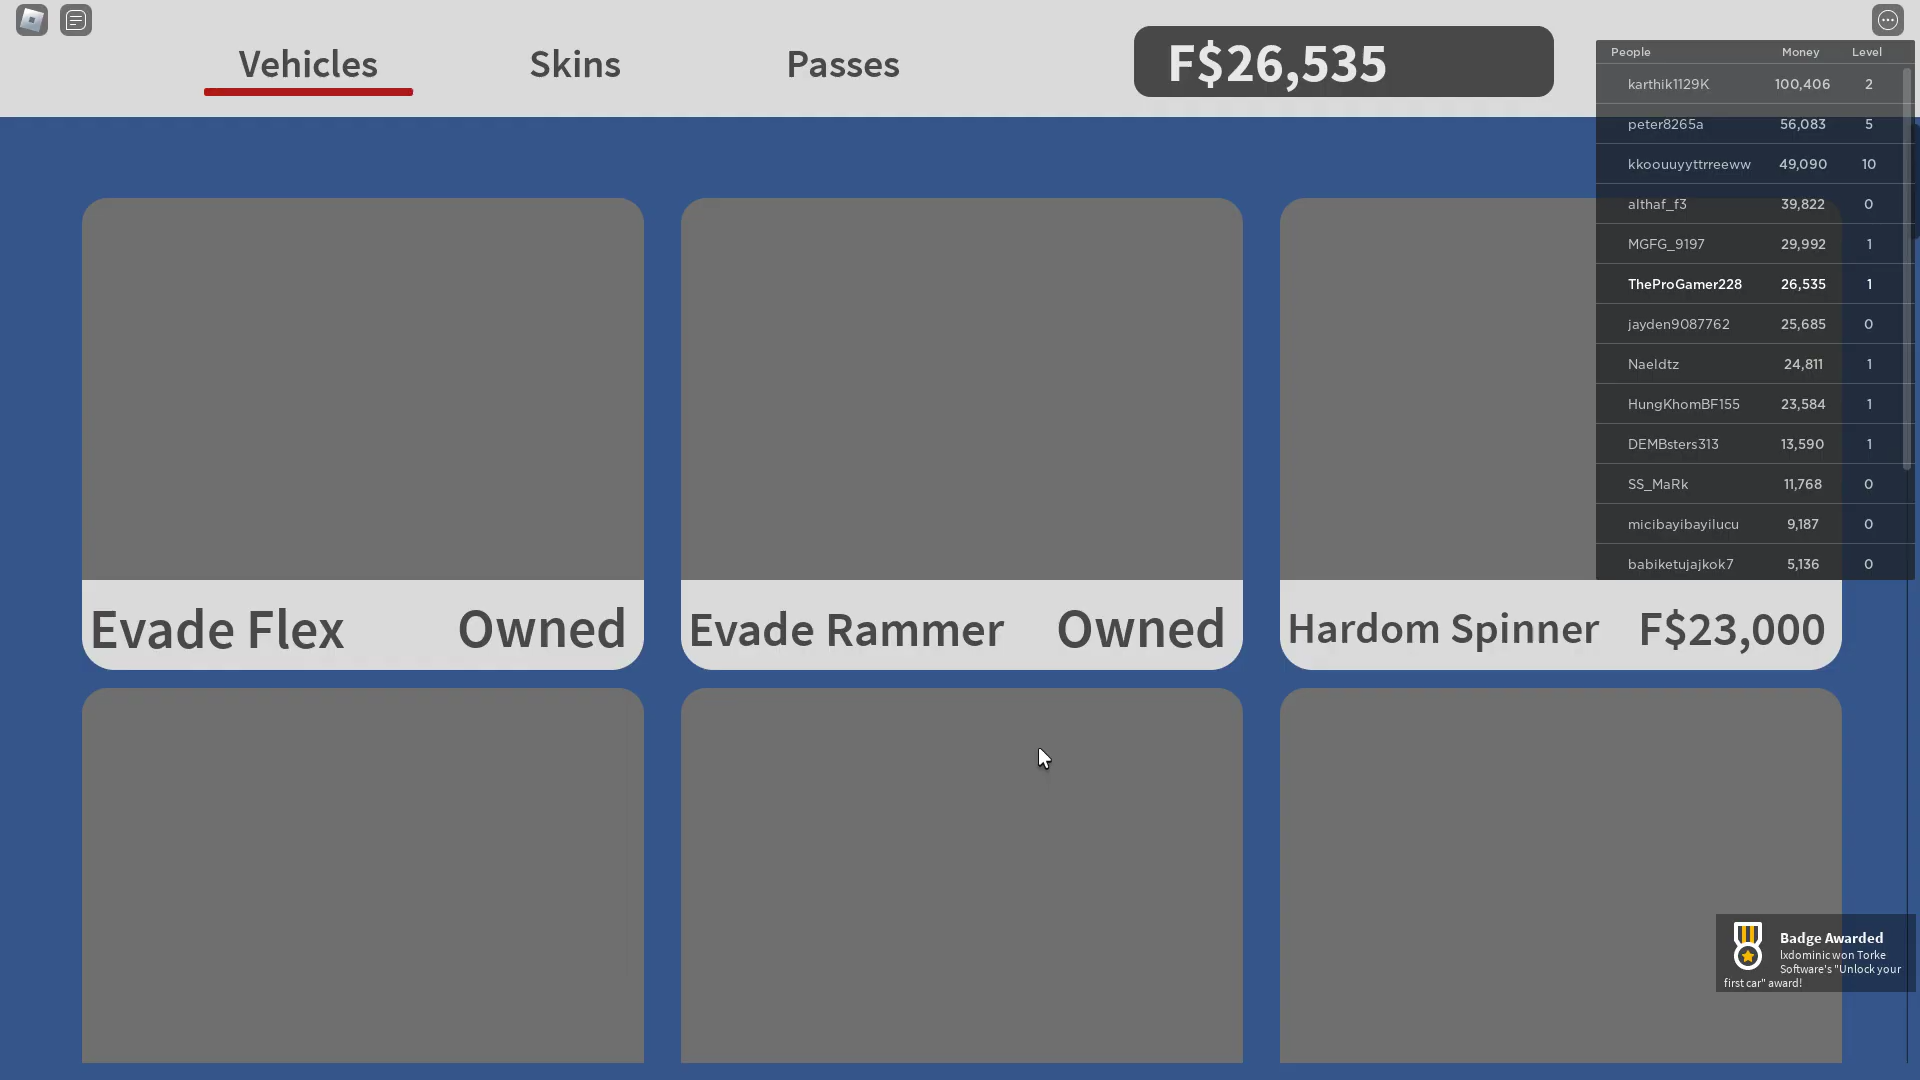 Vehicles
Skins
Passes
F$26,535
People Money Level
karthik1129K 100,406 2
peter8265a 56,083 5
kkoouuyyttrreeww 49,090 10
althaf_f3 39,822 0
MGFG_9197 29,992 1
TheProGamer228 26,535 1
jayden9087762 25,685 0
Naeldtz 24,811 1
HungKhomBF155 23,584 1
DEMBsters313 13,590 1
SS_MaRk 11,768 0
micibayibayilucu 9,187 0
babiketujajkok7 5,136 0
Evade Flex Owned
Evade Rammer Owned
Hardom Spinner F$23,000
Badge Awarded
lxdominic won Torke
Software's "Unlock your
first car" award!